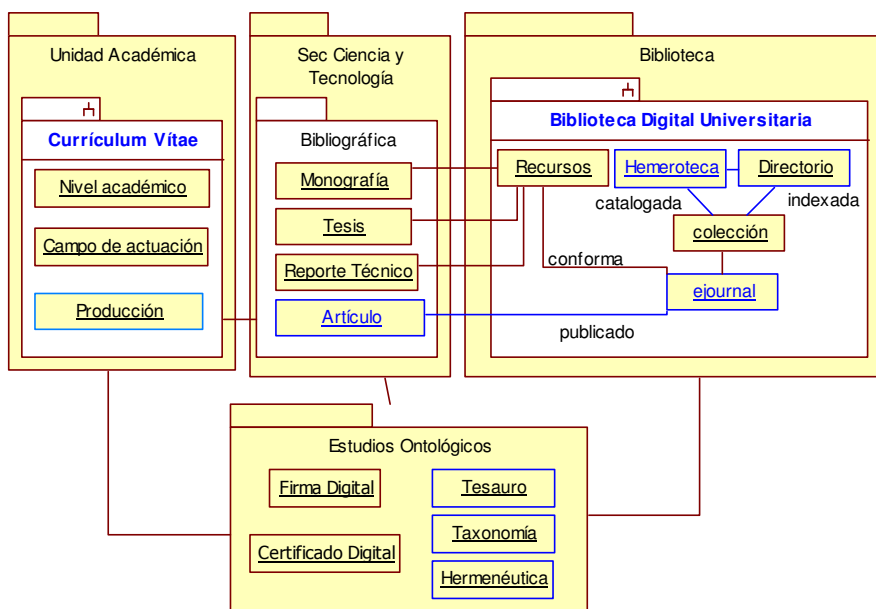 Unidad Académica
Currículum Vítae
Nivel académico
Campo de actuación
Producción
Sec Ciencia y
Tecnología
Bibliográfica
Monografía
Tesis
Reporte Técnico
Artículo
Biblioteca
Biblioteca Digital Universitaria
Recursos
Hemeroteca
Directorio
catalogada
indexada
colección
conforma
ejournal
publicado
Estudios Ontológicos
Firma Digital
Certificado Digital
Tesauro
Taxonomía
Hermenéutica